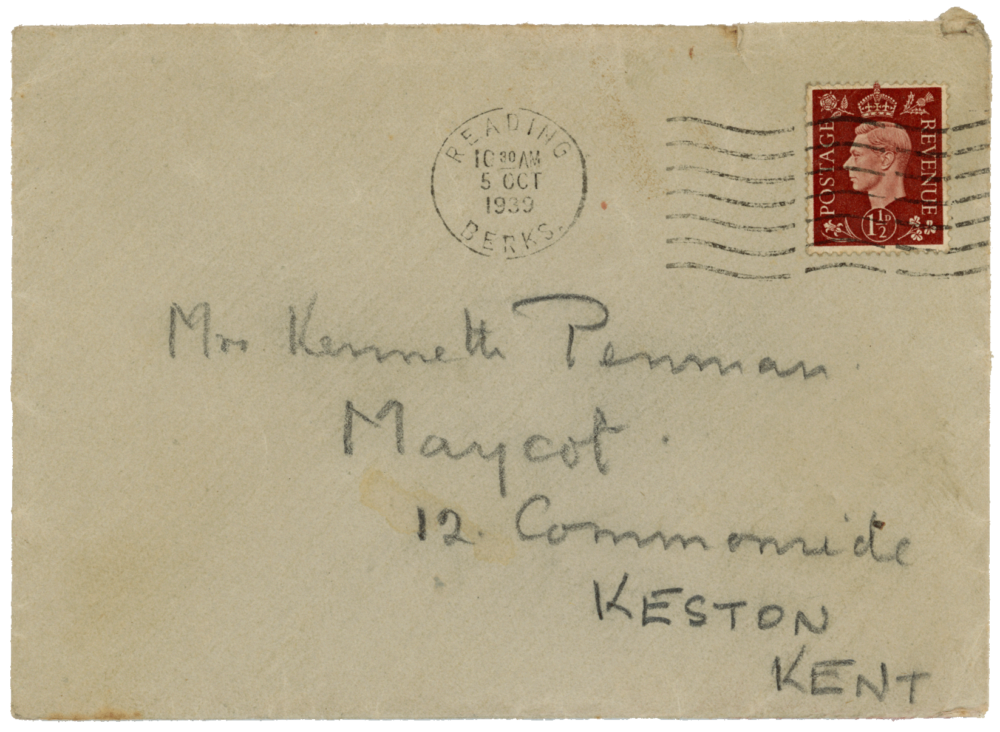 READING
10 30 AM
5 OCT
1939
BERKS.
POSTAGE
REVENUE
1½D
Mrs Kenneth Penman
Maycot.
12. Commonside
KESTON
KENT